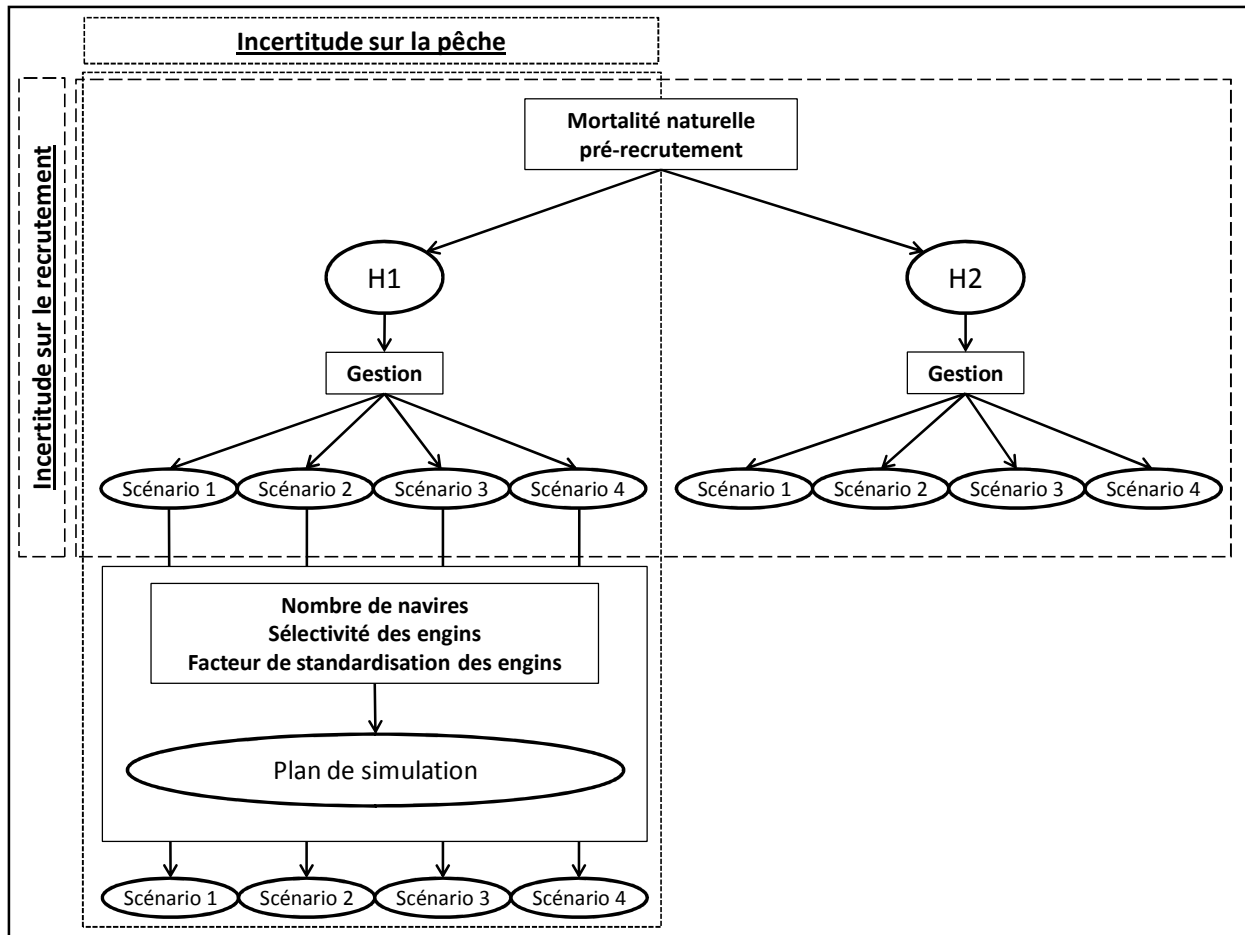 Incertitude sur la pêche
Incertitude sur le recrutement
Mortalité naturelle
pré-recrutement
H1
H2
Gestion
Gestion
Scénario 1
Scénario 2
Scénario 3
Scénario 4
Scénario 1
Scénario 2
Scénario 3
Scénario 4
Nombre de navires
Sélectivité des engins
Facteur de standardisation des engins
Plan de simulation
Scénario 1
Scénario 2
Scénario 3
Scénario 4